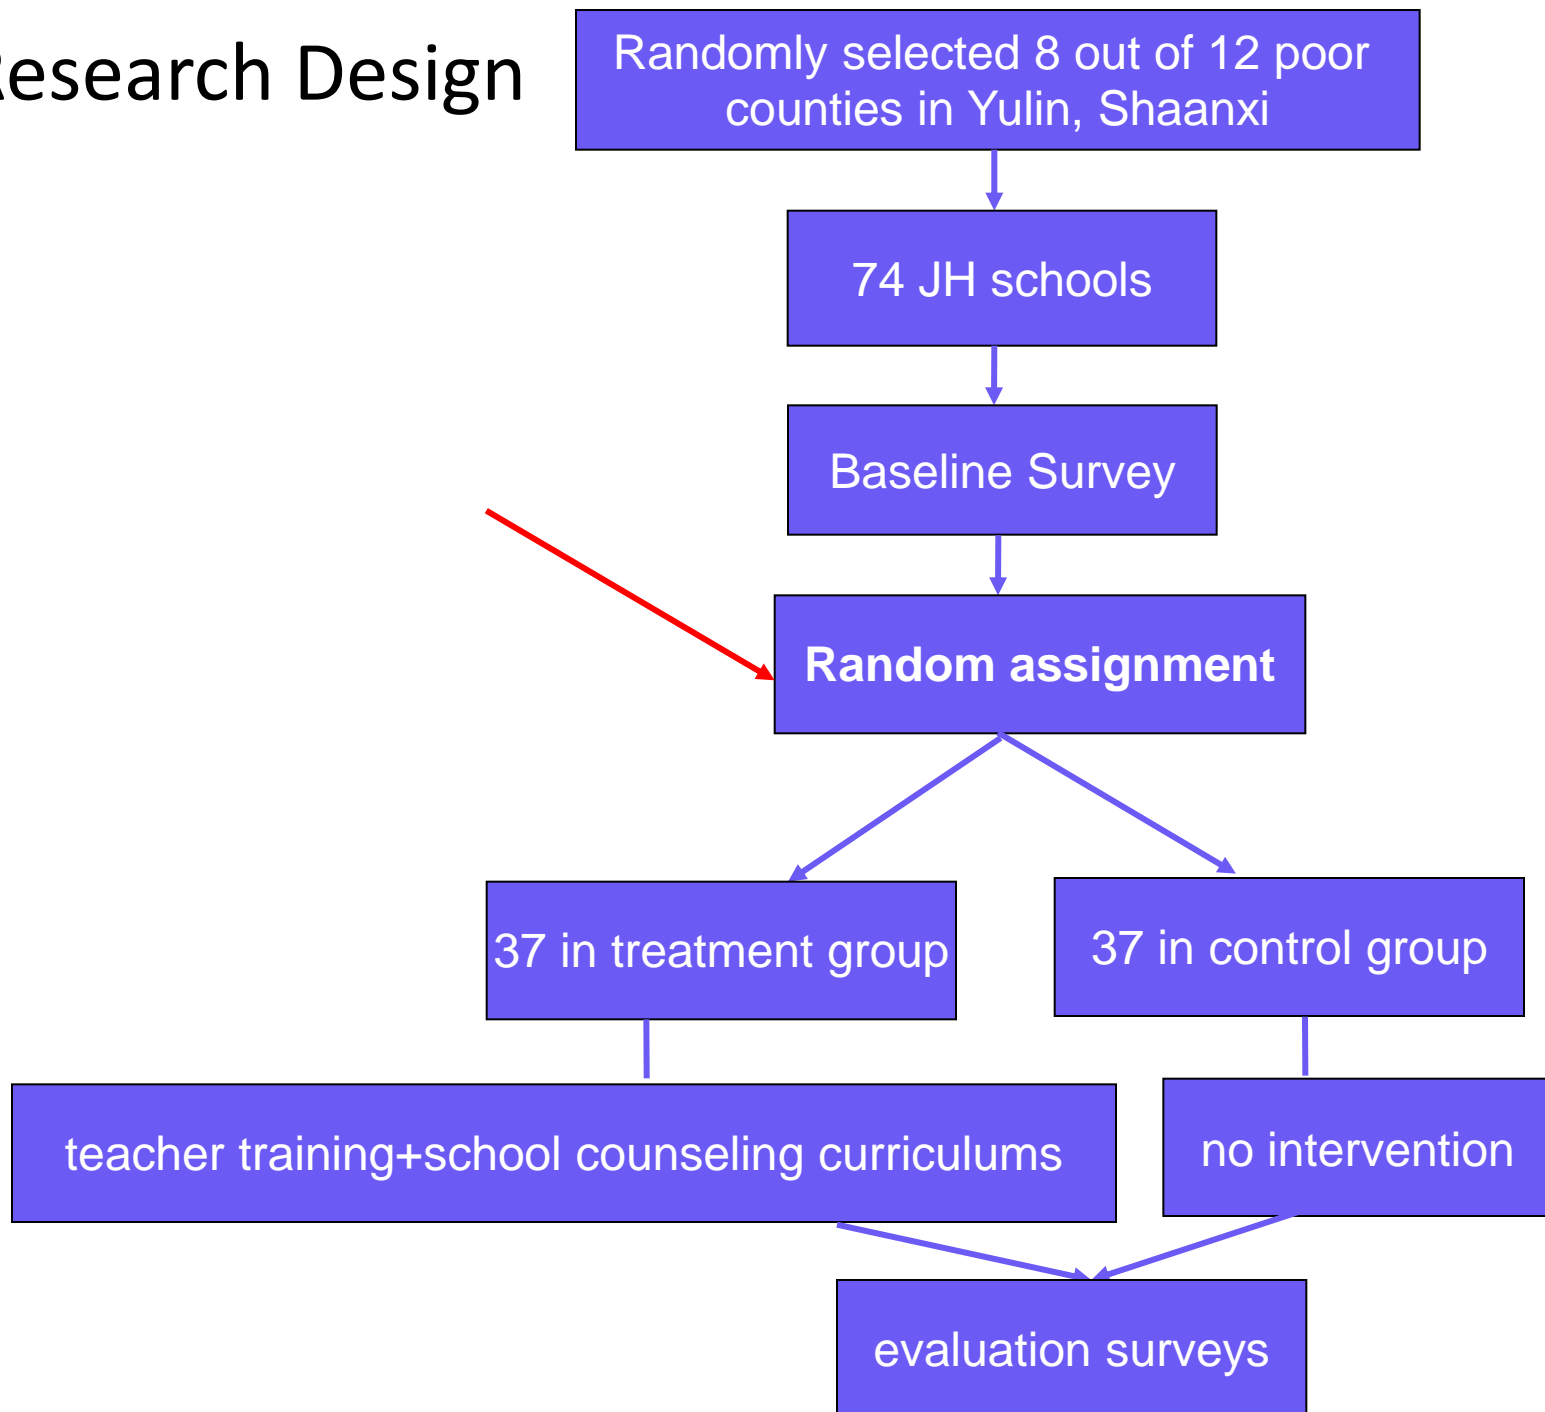 Research Design
Randomly selected 8 out of 12 poor
counties in Yulin, Shaanxi
74 JH schools
Baseline Survey
Random assignment
37 in treatment group
37 in control group
teacher training+school counseling curriculums
no intervention
evaluation surveys